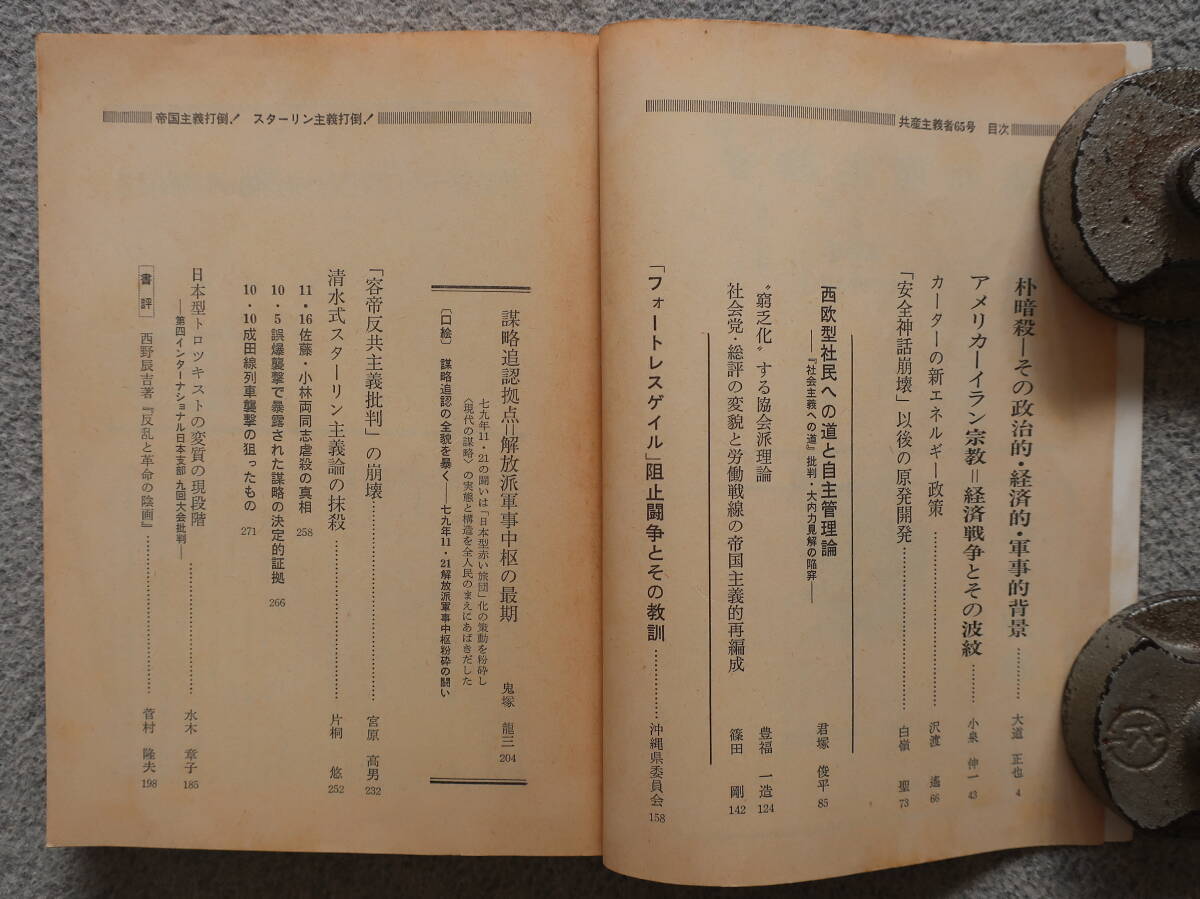 共産主義者65号　目次
朴暗殺―その政治的・経済的・軍事的背景…………大道　正也　4
アメリカ―イラン宗教＝経済戦争とその波紋…………小泉　伸一　43
カーターの新エネルギー政策…………沢渡　遙　66
「安全神話崩壊」以後の原発開発…………白嶺　聖　73
西欧型社民への道と自主管理論　君塚　俊平　85
――『社会主義への道』批判・大内力見解の陥穽――
〝窮乏化〟する協会派理論　豊福　一造　124
社会党・総評の変貌と労働戦線の帝国主義的再編成　篠田　剛　142
「フォートレスゲイル」阻止闘争とその教訓…………沖縄県委員会　158
帝国主義打倒！　スターリン主義打倒！
謀略追認拠点＝解放派軍事中枢の最期　鬼塚　龍三　204
七九年11・21の闘いは「日本型赤い旅団」化の策動を粉砕し
〈現代の謀略〉の実態と構造を全人民のまえにあばきだした
〔口絵〕　謀略追認の全貌を暴く――七九年11・21解放派軍事中枢粉砕の闘い
「容帝反共主義批判」の崩壊…………宮原　高男　232
清水式スターリン主義論の抹殺…………片桐　悠　252
11・16佐藤・小林両同志虐殺の真相　258
10・5誤爆襲撃で暴露された謀略の決定的証拠　266
10・10成田線列車襲撃の狙ったもの　271
日本型トロツキストの変質の現段階…………水木　章子　185
――第四インターナショナル日本支部　九回大会批判――
書評　西野辰吉著『反乱と革命の陰画』…………菅村　隆夫　198